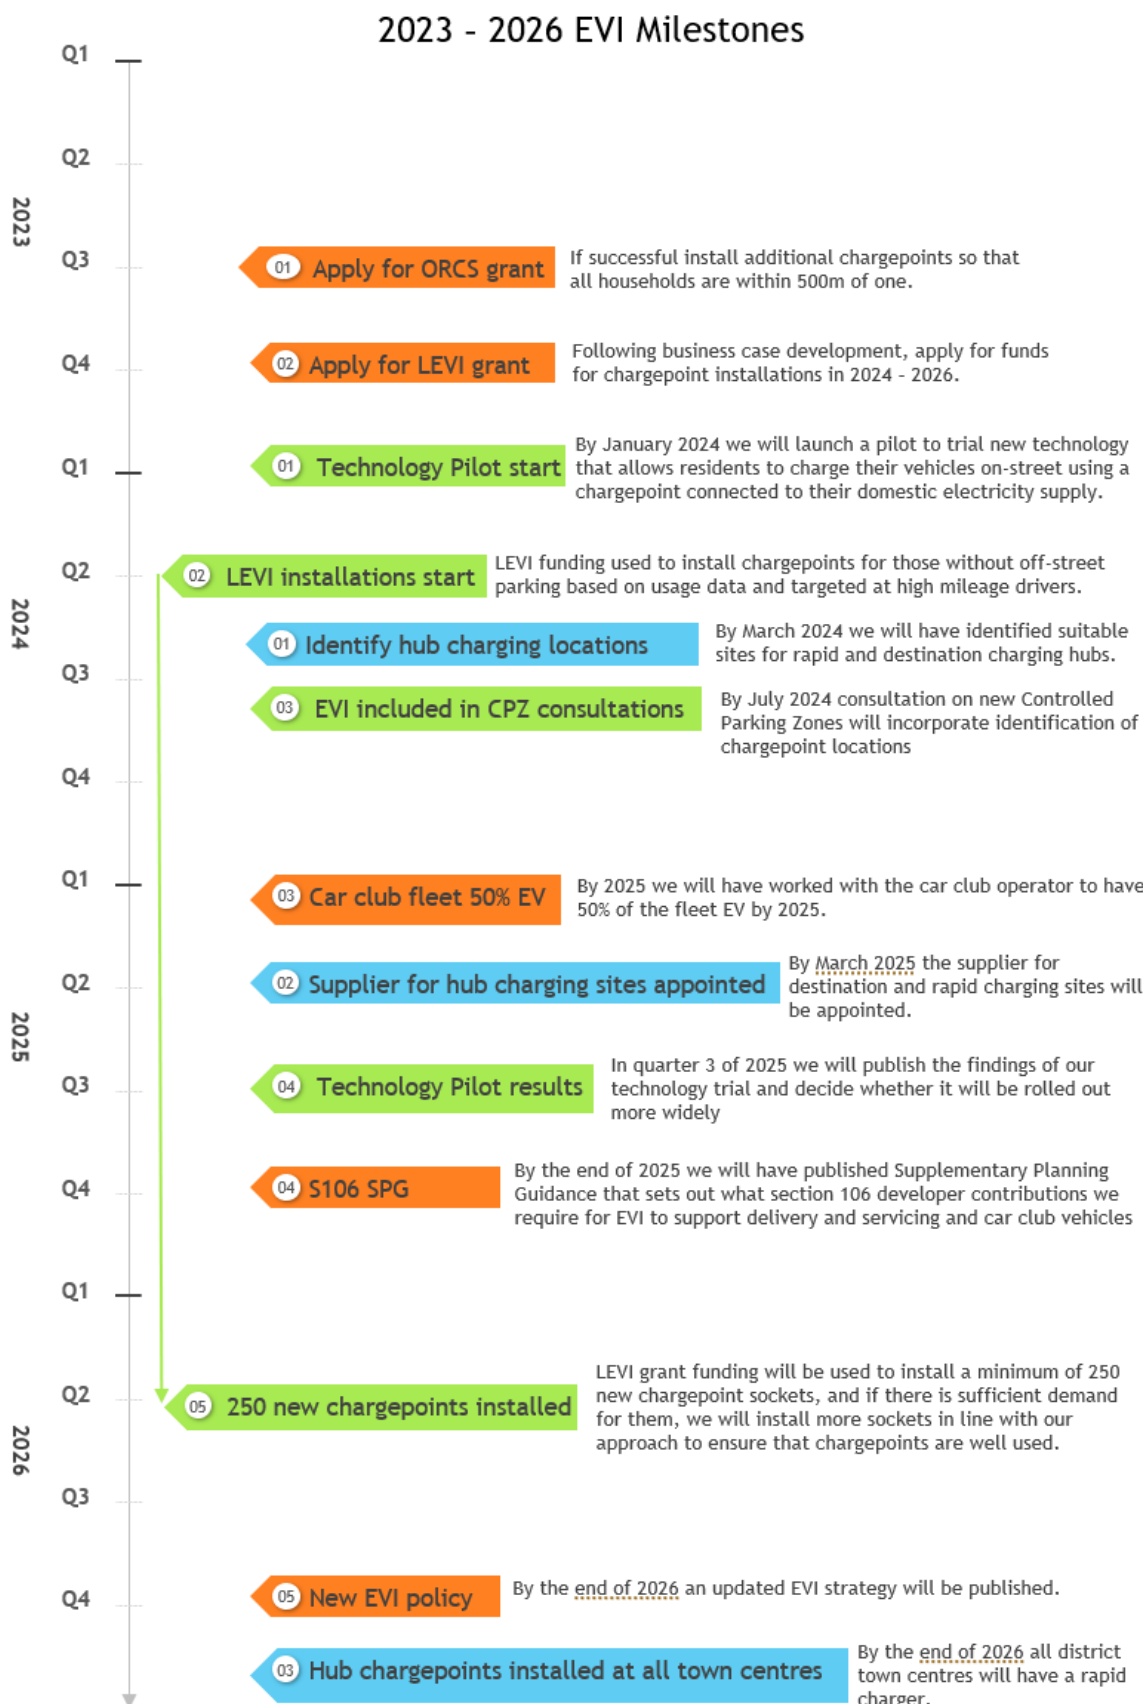 2023 - 2026 EVI Milestones
Q1
Q2
2023
Q3
01 Apply for ORCS grant
If successful install additional chargepoints so that
all households are within 500m of one.
Q4
02 Apply for LEVI grant
Following business case development, apply for funds
for chargepoint installations in 2024 - 2026.
Q1
01 Technology Pilot start
By January 2024 we will launch a pilot to trial new technology
that allows residents to charge their vehicles on-street using a
chargepoint connected to their domestic electricity supply.
Q2
02 LEVI installations start
LEVI funding used to install chargepoints for those without off-street
parking based on usage data and targeted at high mileage drivers.
2024
01 Identify hub charging locations
By March 2024 we will have identified suitable
sites for rapid and destination charging hubs.
Q3
03 EVI included in CPZ consultations
By July 2024 consultation on new Controlled
Parking Zones will incorporate identification of
chargepoint locations
Q4
Q1
03 Car club fleet 50% EV
By 2025 we will have worked with the car club operator to have
50% of the fleet EV by 2025.
Q2
02 Supplier for hub charging sites appointed
By March 2025 the supplier for
destination and rapid charging sites will
be appointed.
2025
Q3
04 Technology Pilot results
In quarter 3 of 2025 we will publish the findings of our
technology trial and decide whether it will be rolled out
more widely
Q4
04 S106 SPG
By the end of 2025 we will have published Supplementary Planning
Guidance that sets out what section 106 developer contributions we
require for EVI to support delivery and servicing and car club vehicles
Q1
Q2
05 250 new chargepoints installed
LEVI grant funding will be used to install a minimum of 250
new chargepoint sockets, and if there is sufficient demand
for them, we will install more sockets in line with our
approach to ensure that chargepoints are well used.
2026
Q3
Q4
05 New EVI policy
By the end of 2026 an updated EVI strategy will be published.
03 Hub chargepoints installed at all town centres
By the end of 2026 all district
town centres will have a rapid
charger.